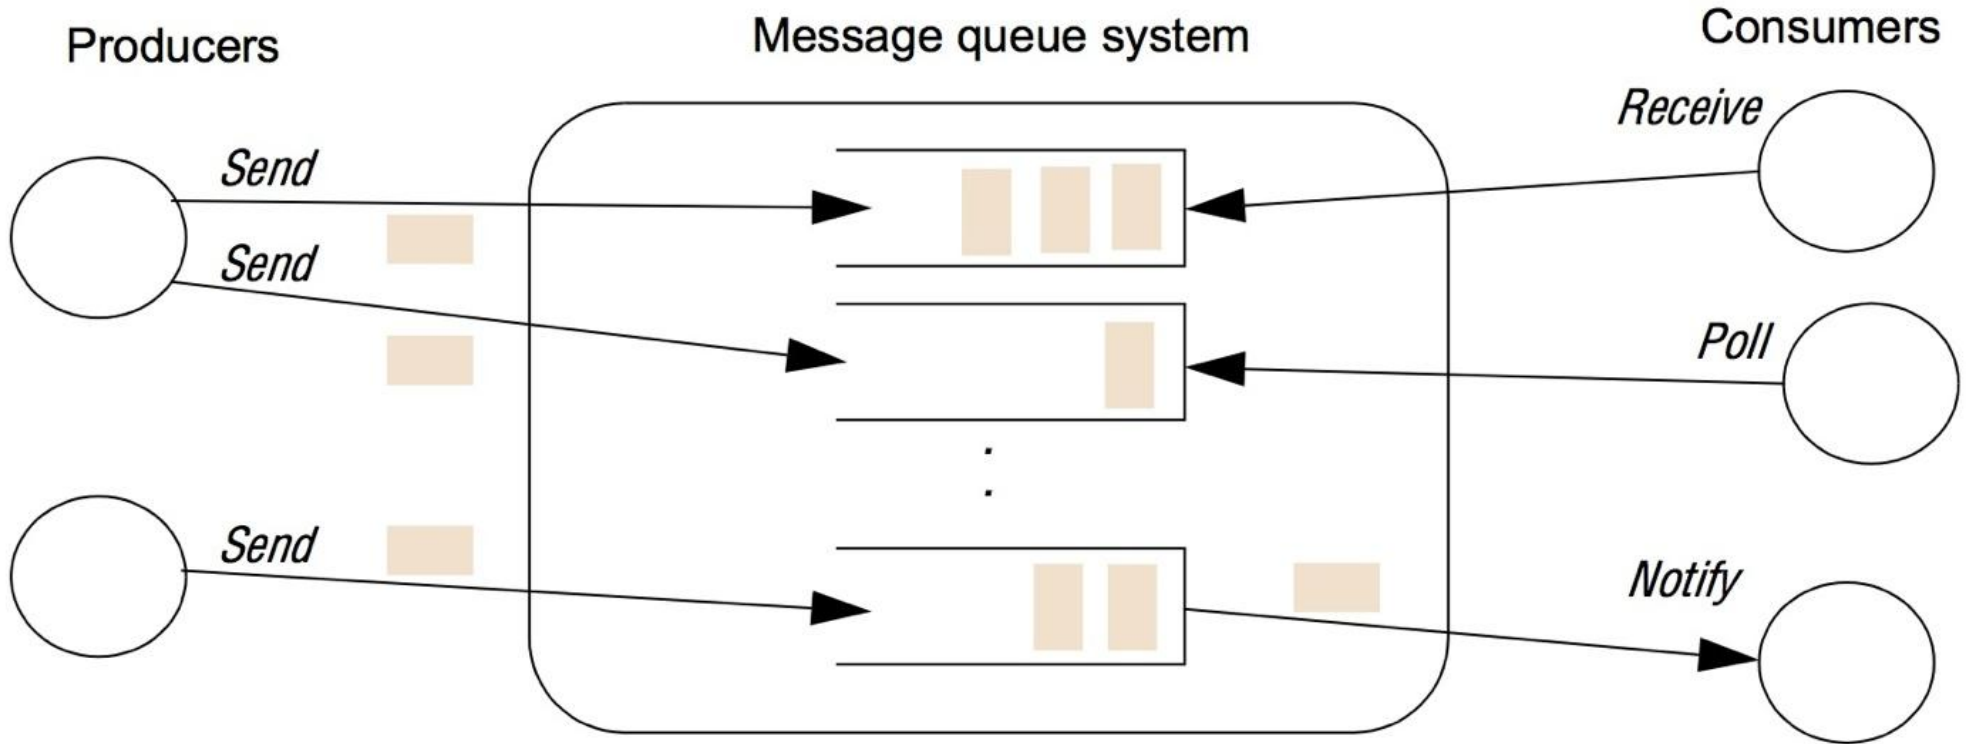 Producers
Message queue system
Consumers
Send
Receive
Send
Poll
Send
Notify